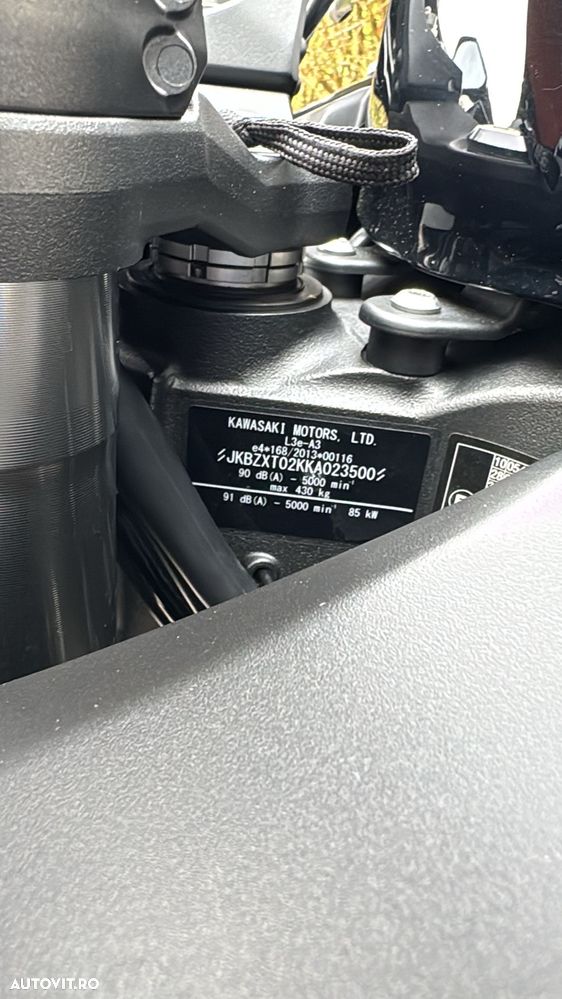 KAWASAKI MOTORS, LTD.
L3e-A3
e4*168/2013*00116
JKBZXT02KKA023500
90 dB(A) - 5000 min⁻¹
max 430 kg
91 dB(A) - 5000 min⁻¹ 85 kW
1005
AUTOVIT.RO